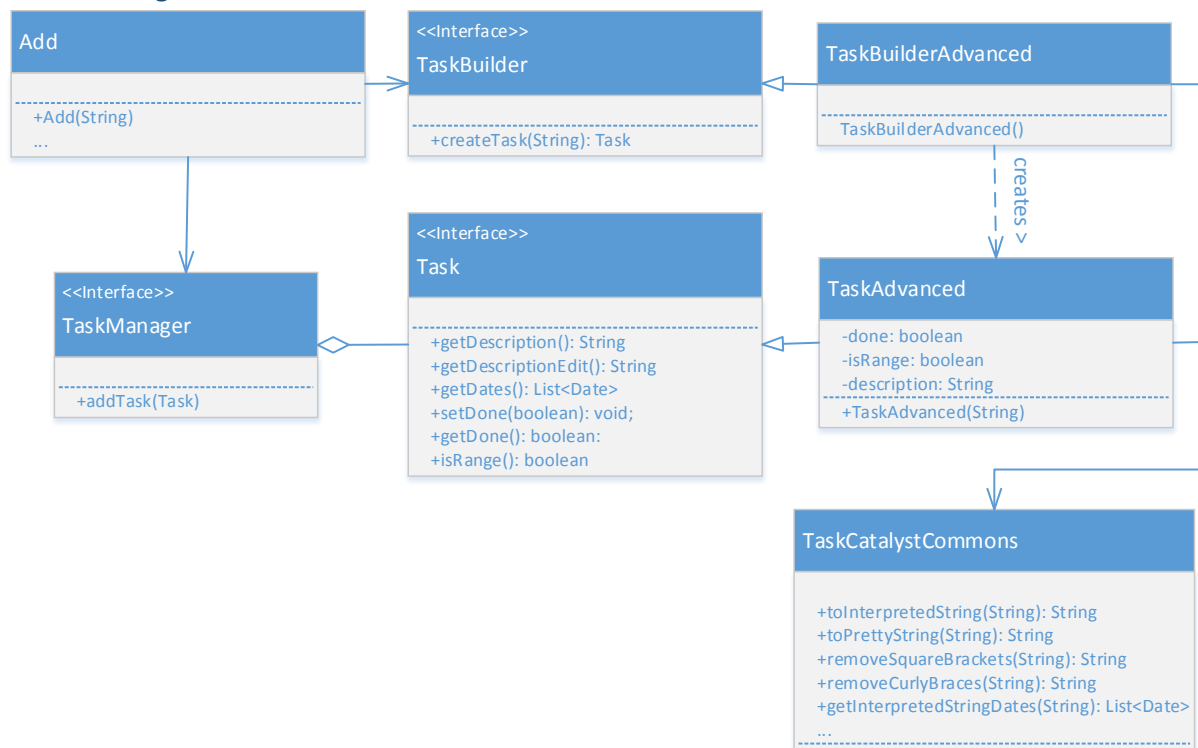 Add
+Add(String)
...
<<Interface>>
TaskBuilder
+createTask(String): Task
TaskBuilderAdvanced
TaskBuilderAdvanced()
creates >
<<Interface>>
TaskManager
+addTask(Task)
<<Interface>>
Task
+getDescription(): String
+getDescriptionEdit(): String
+getDates(): List<Date>
+setDone(boolean): void;
+getDone(): boolean:
+isRange(): boolean
TaskAdvanced
-done: boolean
-isRange: boolean
-description: String
+TaskAdvanced(String)
TaskCatalystCommons
+toInterpretedString(String): String
+toPrettyString(String): String
+removeSquareBrackets(String): String
+removeCurlyBraces(String): String
+getInterpretedStringDates(String): List<Date>
...